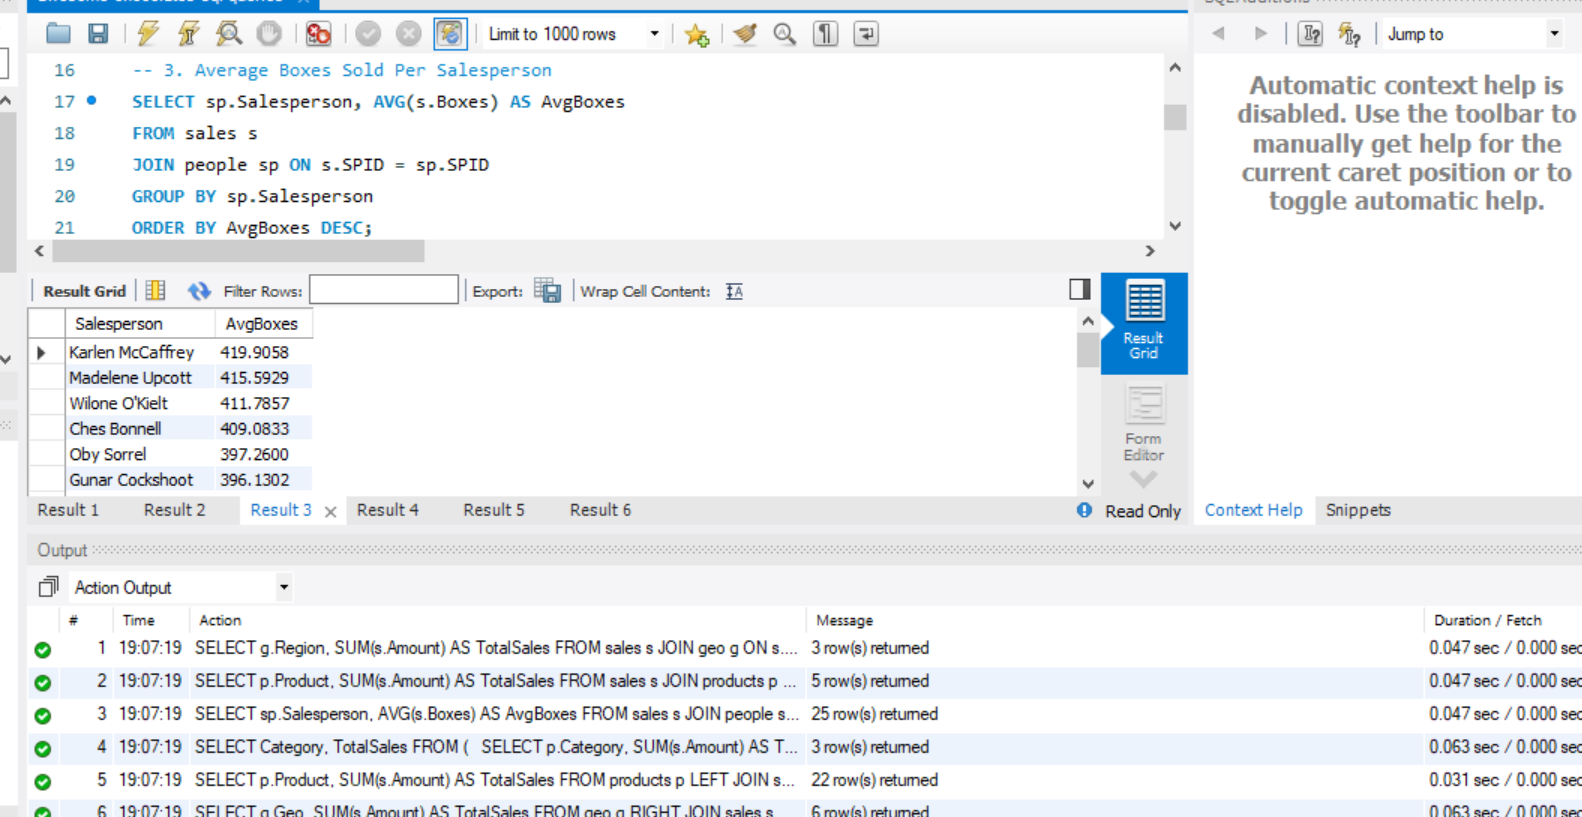 Limit to 1000 rows
Jump to
16 -- 3. Average Boxes Sold Per Salesperson
17 SELECT sp.Salesperson, AVG(s.Boxes) AS AvgBoxes
18 FROM sales s
19 JOIN people sp ON s.SPID = sp.SPID
20 GROUP BY sp.Salesperson
21 ORDER BY AvgBoxes DESC;
Automatic context help is
disabled. Use the toolbar to
manually get help for the
current caret position or to
toggle automatic help.
Result Grid Filter Rows: Export: Wrap Cell Content: IA
Salesperson AvgBoxes
Karlen McCaffrey 419.9058
Madelene Upcott 415.5929
Wilone O'Kielt 411.7857
Ches Bonnell 409.0833
Oby Sorrel 397.2600
Gunar Cockshoot 396.1302
Result
Grid
Form
Editor
Result 1 Result 2 Result 3 Result 4 Result 5 Result 6 Read Only
Context Help Snippets
Output
Action Output
# Time Action Message Duration / Fetch
1 19:07:19 SELECT g.Region, SUM(s.Amount) AS TotalSales FROM sales s JOIN geo g ON s.... 3 row(s) returned 0.047 sec / 0.000 sec
2 19:07:19 SELECT p.Product, SUM(s.Amount) AS TotalSales FROM sales s JOIN products p ... 5 row(s) returned 0.047 sec / 0.000 sec
3 19:07:19 SELECT sp.Salesperson, AVG(s.Boxes) AS AvgBoxes FROM sales s JOIN people s... 25 row(s) returned 0.047 sec / 0.000 sec
4 19:07:19 SELECT Category, TotalSales FROM ( SELECT p.Category, SUM(s.Amount) AS T... 3 row(s) returned 0.063 sec / 0.000 sec
5 19:07:19 SELECT p.Product, SUM(s.Amount) AS TotalSales FROM products p LEFT JOIN s... 22 row(s) returned 0.031 sec / 0.000 sec
6 19:07:19 SELECT g.Geo, SUM(s.Amount) AS TotalSales FROM geo g RIGHT JOIN sales s 6 row(s) returned 0.063 sec / 0.000 sec